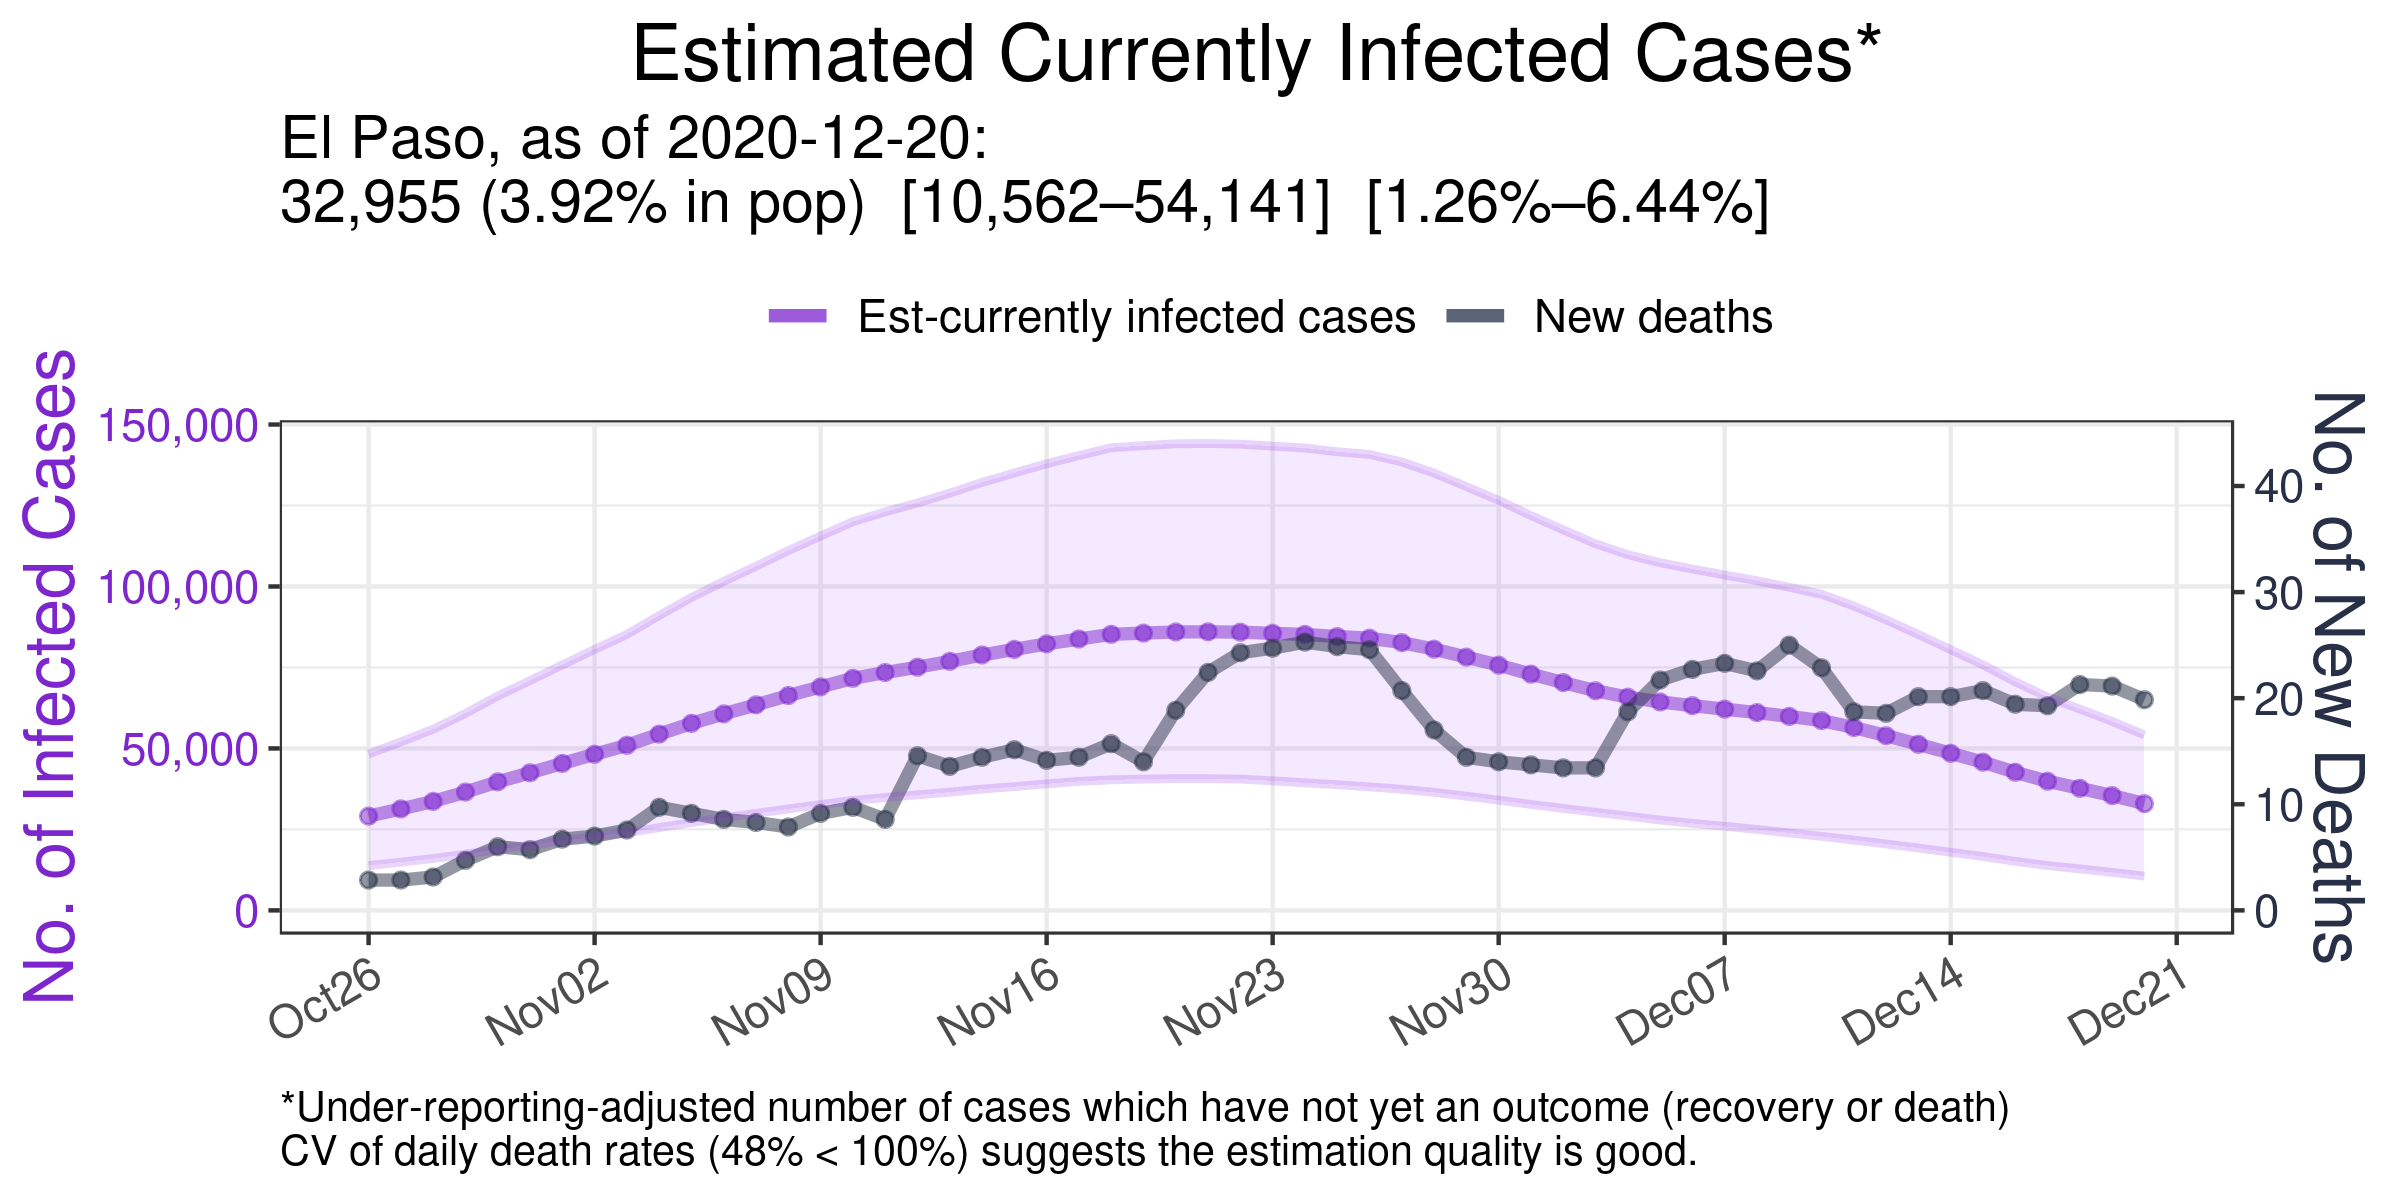 Estimated Currently Infected Cases*
El Paso, as of 2020-12-20:
32,955 (3.92% in pop)  [10,562–54,141]  [1.26%–6.44%]
Est-currently infected cases
New deaths
No. of Infected Cases
150,000
100,000
50,000
0
No. of New Deaths
40
30
20
10
0
Oct26
Nov02
Nov09
Nov16
Nov23
Nov30
Dec07
Dec14
Dec21
*Under-reporting-adjusted number of cases which have not yet an outcome (recovery or death)
CV of daily death rates (48% < 100%) suggests the estimation quality is good.